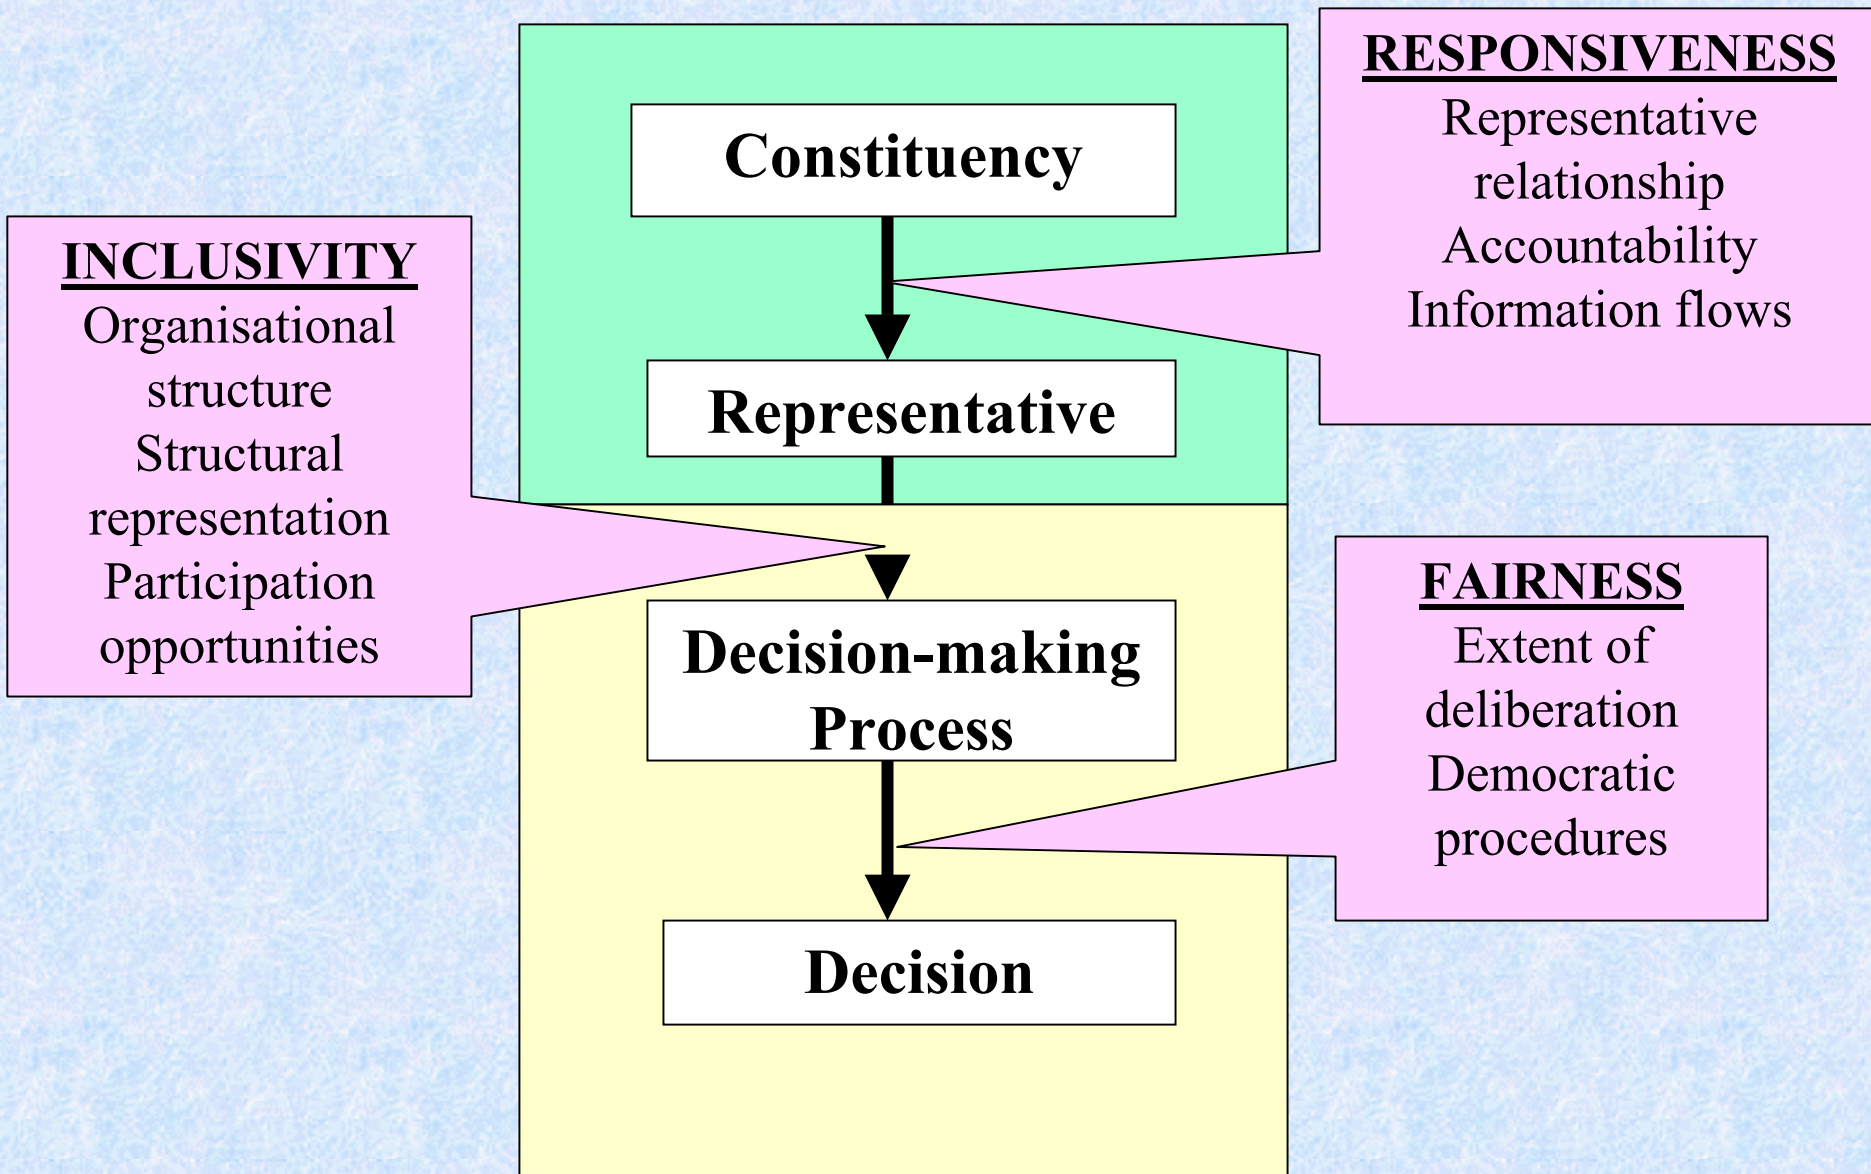 Constituency
Representative
Decision-making
Process
Decision
RESPONSIVENESS
Representative
relationship
Accountability
Information flows
INCLUSIVITY
Organisational
structure
Structural
representation
Participation
opportunities
FAIRNESS
Extent of
deliberation
Democratic
procedures